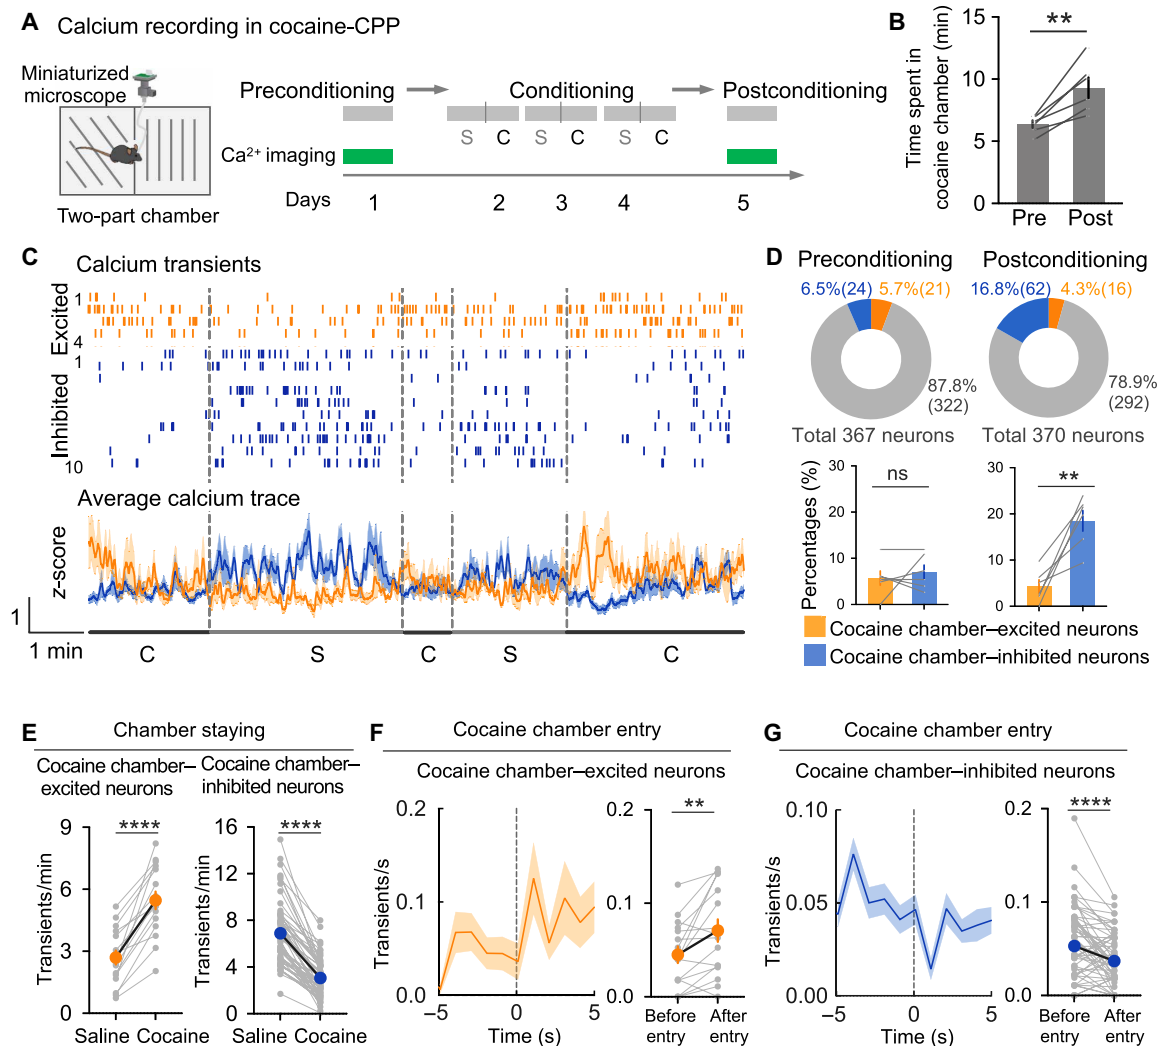 A Calcium recording in cocaine-CPP
Miniaturized
microscope
Two-part chamber
Preconditioning
Conditioning
Postconditioning
S C S C S C
Ca²⁺ imaging
Days 1 2 3 4 5
B
Time spent in
cocaine chamber (min)
15
10
5
0
**
Pre Post
C
Calcium transients
Excited
1
4
Inhibited
1
10
Average calcium trace
z-score
1
1 min
C S C S C
D
Preconditioning
6.5%(24) 5.7%(21)
87.8%
(322)
Total 367 neurons
Postconditioning
16.8%(62) 4.3%(16)
78.9%
(292)
Total 370 neurons
Percentages (%)
30
20
10
0
ns
30
20
10
0
**
Cocaine chamber–excited neurons
Cocaine chamber–inhibited neurons
E
Chamber staying
Cocaine chamber–
excited neurons
Transients/min
9
6
3
0
****
Saline Cocaine
Cocaine chamber–
inhibited neurons
Transients/min
16
12
8
4
0
****
Saline Cocaine
F
Cocaine chamber entry
Cocaine chamber–excited neurons
Transients/s
0.2
0.1
0.0
−5 0 5
Time (s)
0.2
0.1
0.0
**
Before
entry
After
entry
G
Cocaine chamber entry
Cocaine chamber–inhibited neurons
Transients/s
0.10
0.05
0.00
−5 0 5
Time (s)
0.2
0.1
0.0
****
Before
entry
After
entry